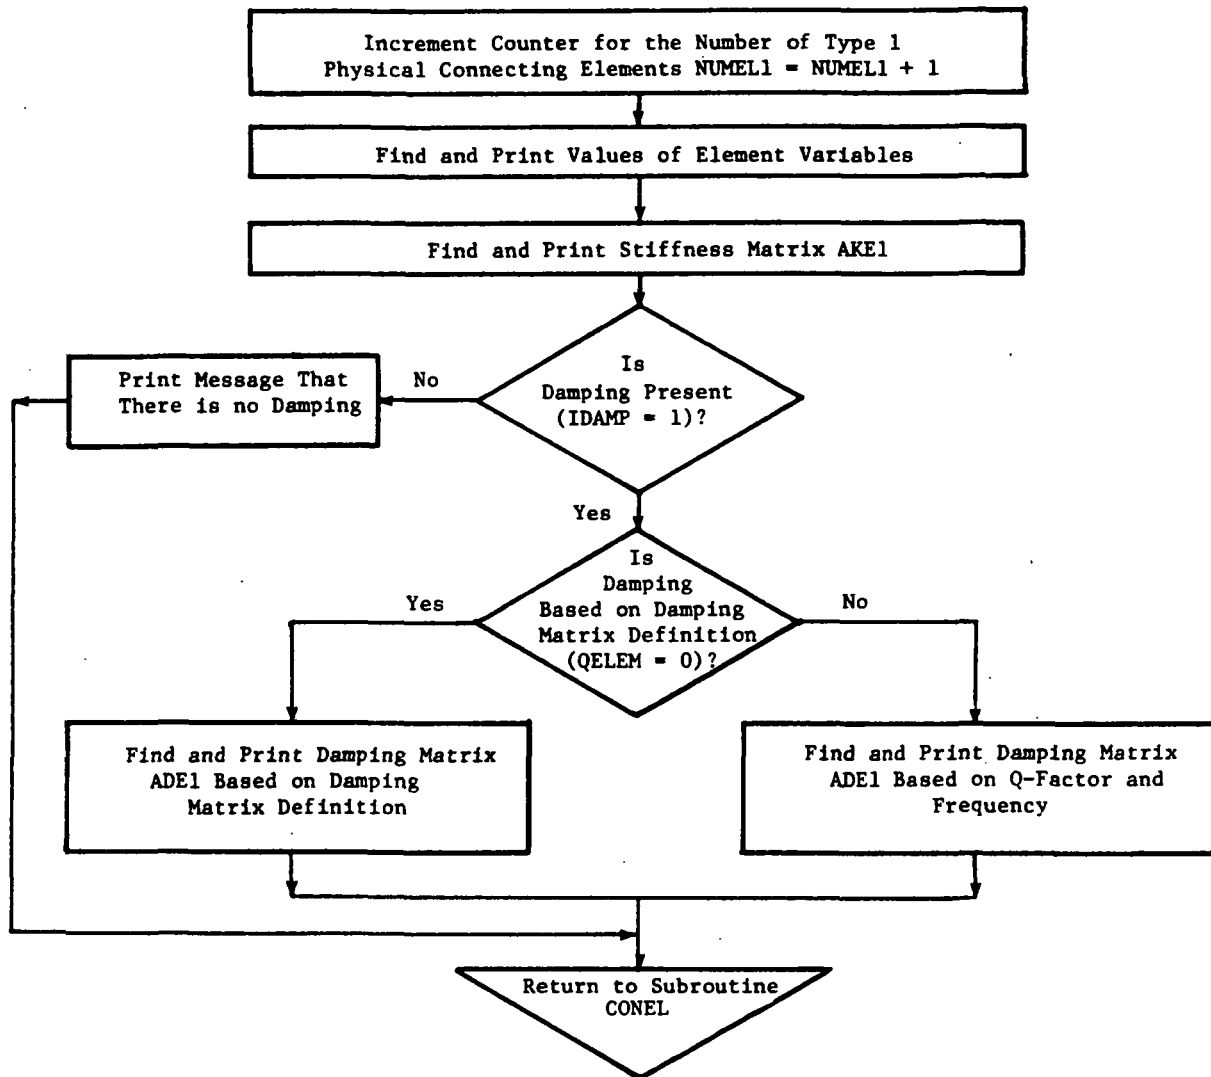 Increment Counter for the Number of Type 1
Physical Connecting Elements NUMEL1 = NUMEL1 + 1
Find and Print Values of Element Variables
Find and Print Stiffness Matrix AKE1
Is
Damping Present
(IDAMP = 1)?
No
Print Message That
There is no Damping
Yes
Is
Damping
Based on Damping
Matrix Definition
(QELEM = 0)?
Yes
No
Find and Print Damping Matrix
ADE1 Based on Damping
Matrix Definition
Find and Print Damping Matrix
ADE1 Based on Q-Factor and
Frequency
Return to Subroutine
CONEL